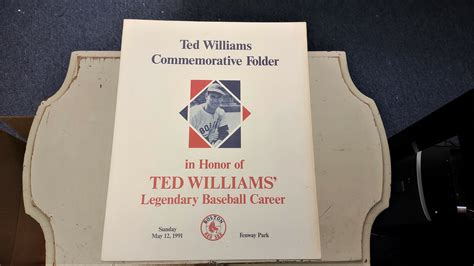 Ted Williams
Commemorative Folder
in Honor of
TED WILLIAMS'
Legendary Baseball Career
Sunday
May 12, 1991
BOSTON
RED SOX
Fenway Park